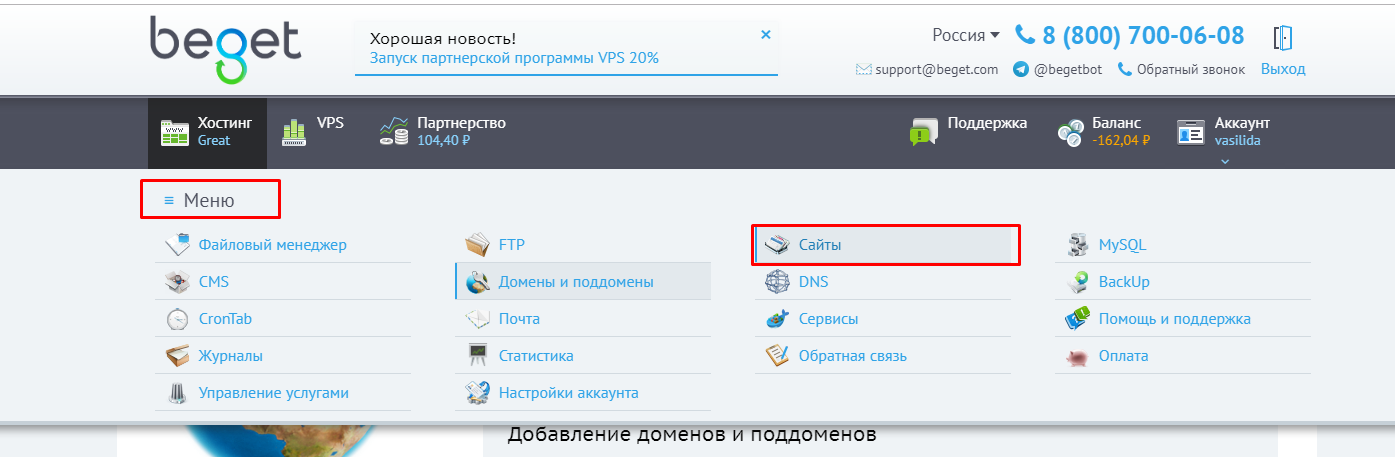 beget
Хорошая новость!
Запуск партнерской программы VPS 20%
Россия
8 (800) 700-06-08
support@beget.com
@begetbot
Обратный звонок
Выход
www
Хостинг
Great
VPS
Партнерство
104,40 ₽
Поддержка
Баланс
-162,04 ₽
Аккаунт
vasilida
Меню
Файловый менеджер
FTP
Сайты
MySQL
CMS
Домены и поддомены
DNS
BackUp
CronTab
Почта
Сервисы
Помощь и поддержка
Журналы
Статистика
Обратная связь
Оплата
Управление услугами
Настройки аккаунта
Добавление доменов и поддоменов